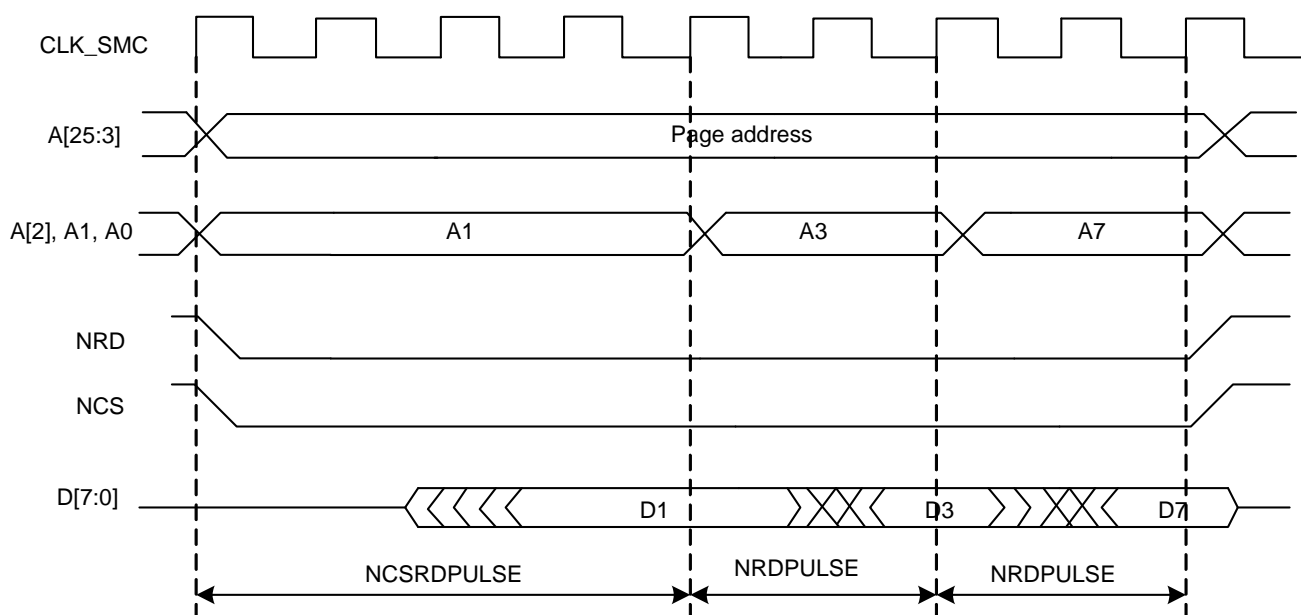 CLK_SMC
A[25:3]
Page address
A[2], A1, A0
A1
A3
A7
NRD
NCS
D[7:0]
D1
D3
D7
NCSRDPULSE
NRDPULSE
NRDPULSE